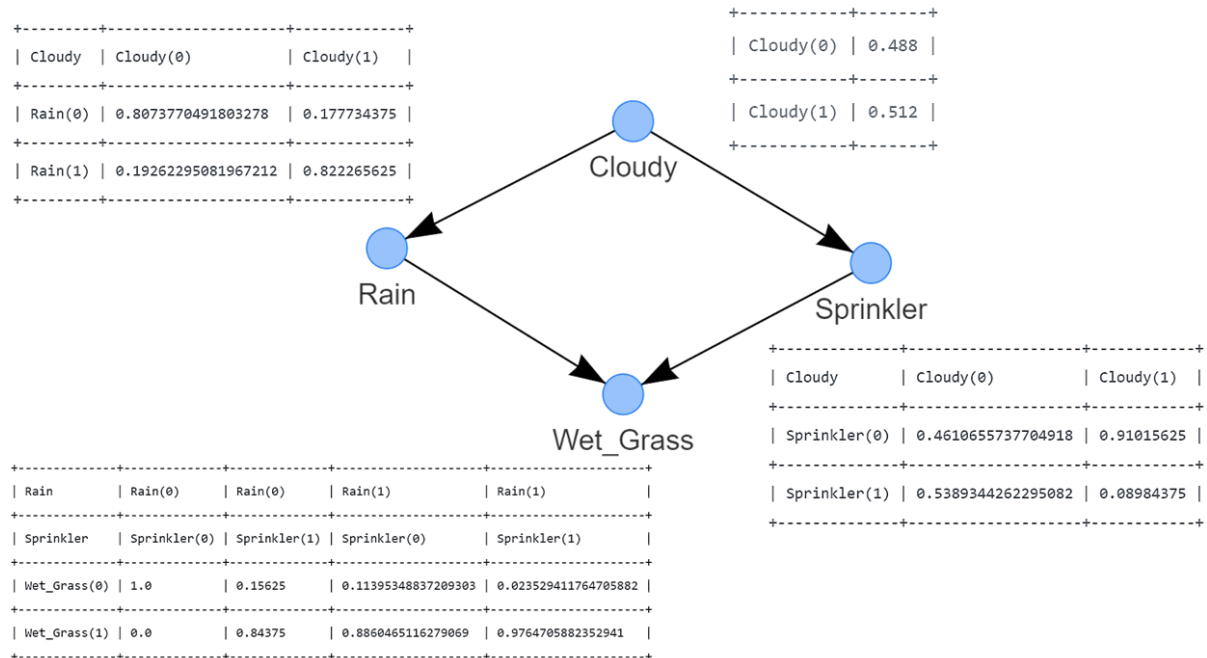 +---------+----------------------+-------------+
| Cloudy  | Cloudy(0)            | Cloudy(1)   |
+---------+----------------------+-------------+
| Rain(0) | 0.8073770491803278   | 0.177734375 |
+---------+----------------------+-------------+
| Rain(1) | 0.19262295081967212 | 0.822265625 |
+---------+----------------------+-------------+
+-----------+-------+
| Cloudy(0) | 0.488 |
+-----------+-------+
| Cloudy(1) | 0.512 |
+-----------+-------+
Cloudy
Rain
Sprinkler
Wet_Grass
+--------------+--------------------+------------+
| Cloudy       | Cloudy(0)          | Cloudy(1)  |
+--------------+--------------------+------------+
| Sprinkler(0) | 0.4610655737704918 | 0.91015625 |
+--------------+--------------------+------------+
| Sprinkler(1) | 0.5389344262295082 | 0.08984375 |
+--------------+--------------------+------------+
+--------------+--------------+--------------+---------------------+----------------------+
| Rain         | Rain(0)      | Rain(0)      | Rain(1)             | Rain(1)              |
+--------------+--------------+--------------+---------------------+----------------------+
| Sprinkler    | Sprinkler(0) | Sprinkler(1) | Sprinkler(0)        | Sprinkler(1)         |
+--------------+--------------+--------------+---------------------+----------------------+
| Wet_Grass(0) | 1.0          | 0.15625      | 0.11395348837209303 | 0.023529411764705882 |
+--------------+--------------+--------------+---------------------+----------------------+
| Wet_Grass(1) | 0.0          | 0.84375      | 0.8860465116279069  | 0.9764705882352941   |
+--------------+--------------+--------------+---------------------+----------------------+